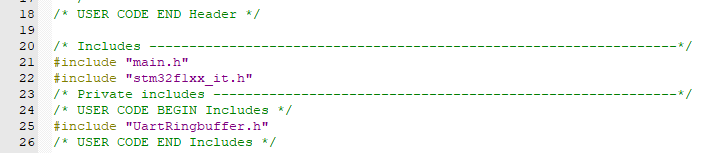 18 /* USER CODE END Header */
19
20 /* Includes ------------------------------------------------------------------*/
21 #include "main.h"
22 #include "stm32f1xx_it.h"
23 /* Private includes ----------------------------------------------------------*/
24 /* USER CODE BEGIN Includes */
25 #include "UartRingbuffer.h"
26 /* USER CODE END Includes */